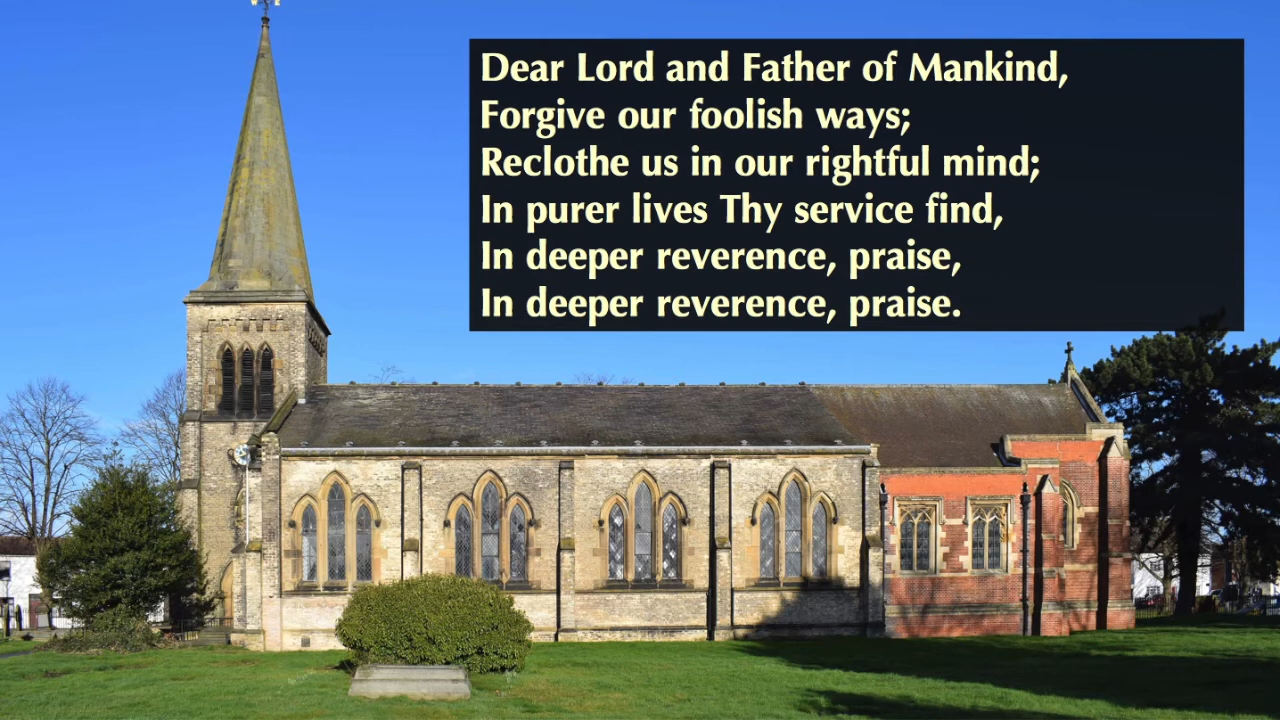 Dear Lord and Father of Mankind,
Forgive our foolish ways;
Reclothe us in our rightful mind;
In purer lives Thy service find,
In deeper reverence, praise,
In deeper reverence, praise.